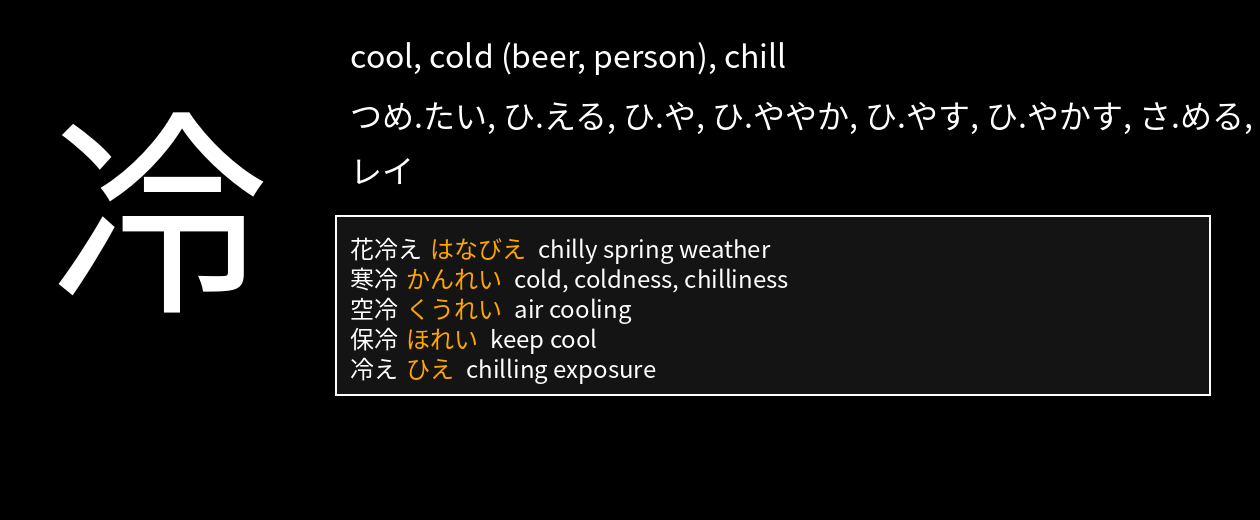 冷
cool, cold (beer, person), chill
つめ.たい, ひ.える, ひ.や, ひ.ややか, ひ.やす, ひ.やかす, さ.める,
レイ
花冷え はなびえ chilly spring weather
寒冷 かんれい cold, coldness, chilliness
空冷 くうれい air cooling
保冷 ほれい keep cool
冷え ひえ chilling exposure